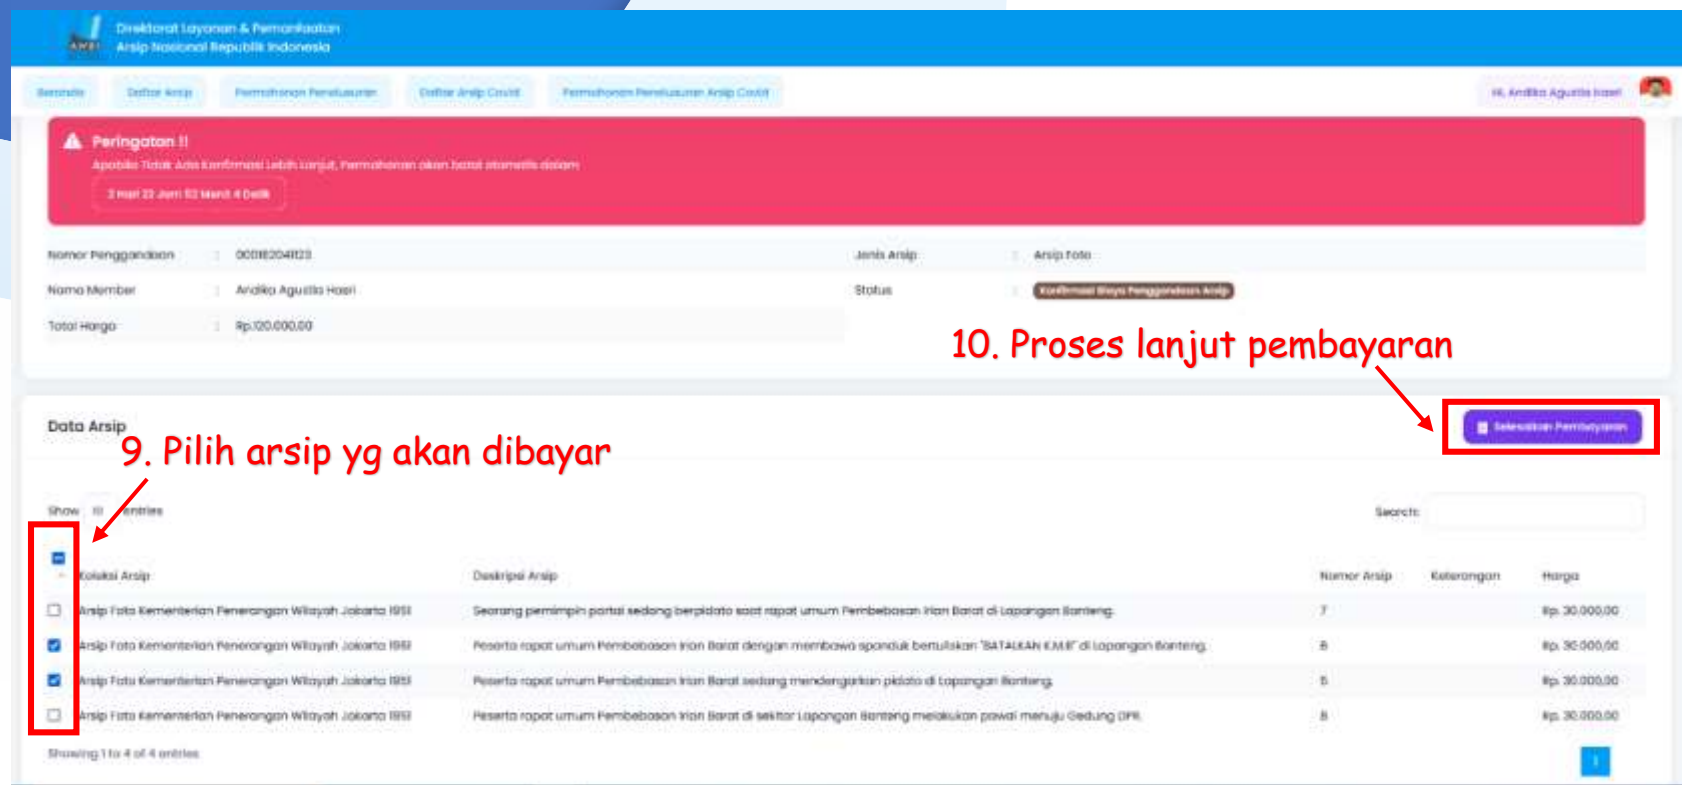 Direktorat Layanan & Pemanfaatan
Arsip Nasional Republik Indonesia
Beranda Daftar Arsip Permohonan Penelusuran Daftar Arsip Covid Permohonan Penelusuran Arsip Covid Hi, Andika Agustia Hasri
Peringatan !!
Apabila Tidak Ada Konfirmasi Lebih Lanjut, Permohonan akan batal otomatis dalam
2 Hari 23 Jam 52 Menit 4 Detik
Nomor Penggandaan : Jenis Arsip : Arsip Foto
Nama Member : Andika Agustia Hasri Status : Konfirmasi Biaya Penggandaan Arsip
Total Harga : Rp.120.000,00
10. Proses lanjut pembayaran
Data Arsip Selesaikan Pembayaran
9. Pilih arsip yg akan dibayar
Show 10 entries Search:
Koleksi Arsip Deskripsi Arsip Nomor Arsip Keterangan Harga
Arsip Foto Kementerian Penerangan Wilayah Jakarta 1951 Seorang pemimpin partai sedang berpidato saat rapat umum Pembebasan Irian Barat di Lapangan Banteng. 7 Rp. 30.000,00
Arsip Foto Kementerian Penerangan Wilayah Jakarta 1951 Peserta rapat umum Pembebasan Irian Barat dengan membawa spanduk bertuliskan "BATALKAN K.M.B" di Lapangan Banteng. 6 Rp. 30.000,00
Arsip Foto Kementerian Penerangan Wilayah Jakarta 1951 Peserta rapat umum Pembebasan Irian Barat sedang mendengarkan pidato di Lapangan Banteng. 5 Rp. 30.000,00
Arsip Foto Kementerian Penerangan Wilayah Jakarta 1951 Peserta rapat umum Pembebasan Irian Barat di sekitar Lapangan Banteng melakukan pawai menuju Gedung DPR. 8 Rp. 30.000,00
Showing 1 to 4 of 4 entries 1